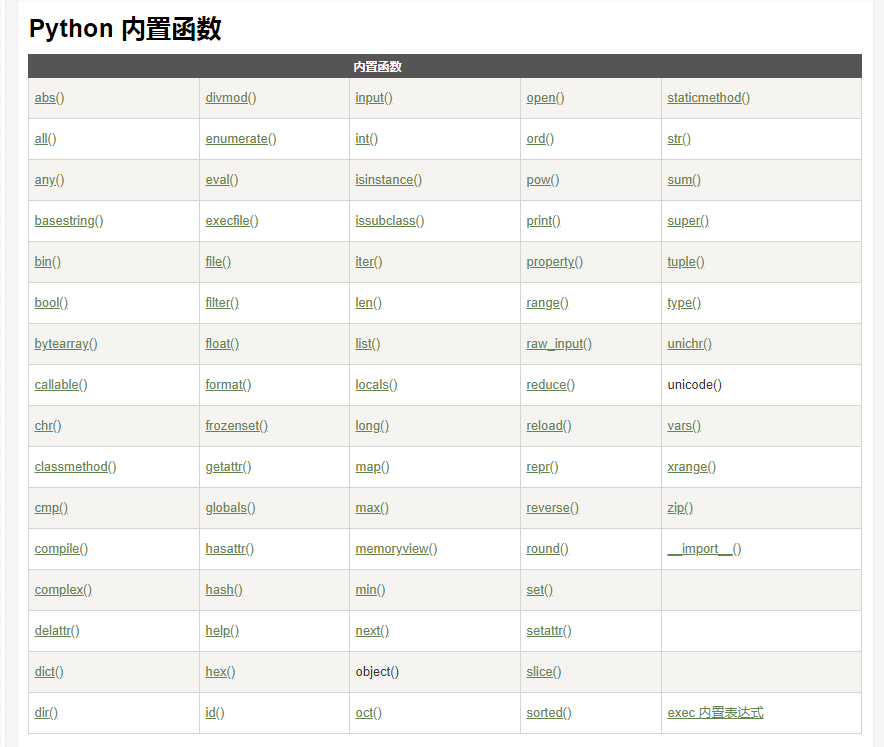 Python 内置函数
内置函数
abs() divmod() input() open() staticmethod()
all() enumerate() int() ord() str()
any() eval() isinstance() pow() sum()
basestring() execfile() issubclass() print() super()
bin() file() iter() property() tuple()
bool() filter() len() range() type()
bytearray() float() list() raw_input() unichr()
callable() format() locals() reduce() unicode()
chr() frozenset() long() reload() vars()
classmethod() getattr() map() repr() xrange()
cmp() globals() max() reverse() zip()
compile() hasattr() memoryview() round() __import__()
complex() hash() min() set()
delattr() help() next() setattr()
dict() hex() object() slice()
dir() id() oct() sorted() exec 内置表达式